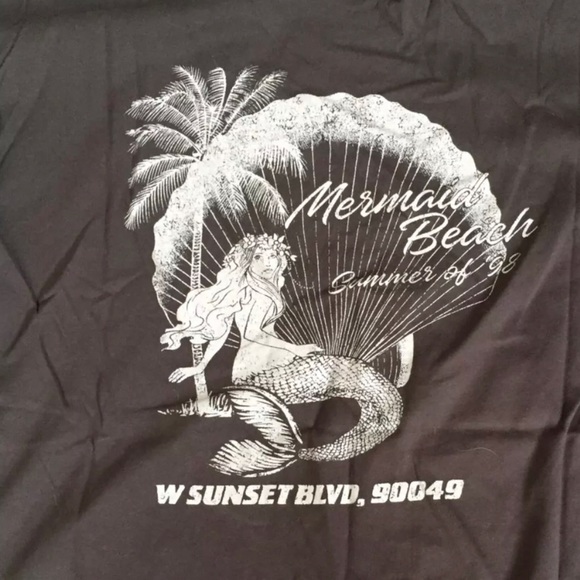 Mermaid
Beach
Summer of '98
W SUNSET BLVD, 90049